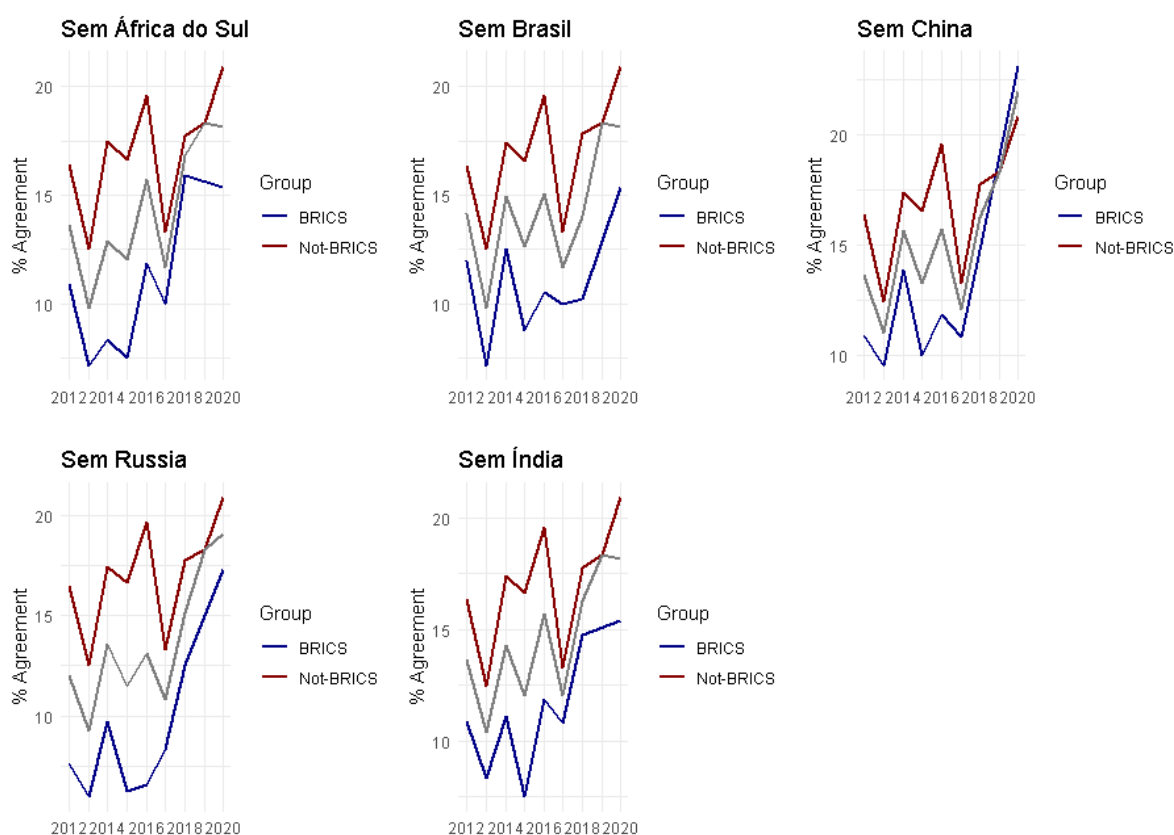 Sem África do Sul
% Agreement
20
15
10
2012 2014 2016 2018 2020
Group
BRICS
Not-BRICS
Sem Brasil
% Agreement
20
15
10
2012 2014 2016 2018 2020
Group
BRICS
Not-BRICS
Sem China
% Agreement
20
15
10
2012 2014 2016 2018 2020
Group
BRICS
Not-BRICS
Sem Russia
% Agreement
20
15
10
2012 2014 2016 2018 2020
Group
BRICS
Not-BRICS
Sem Índia
% Agreement
20
15
10
2012 2014 2016 2018 2020
Group
BRICS
Not-BRICS